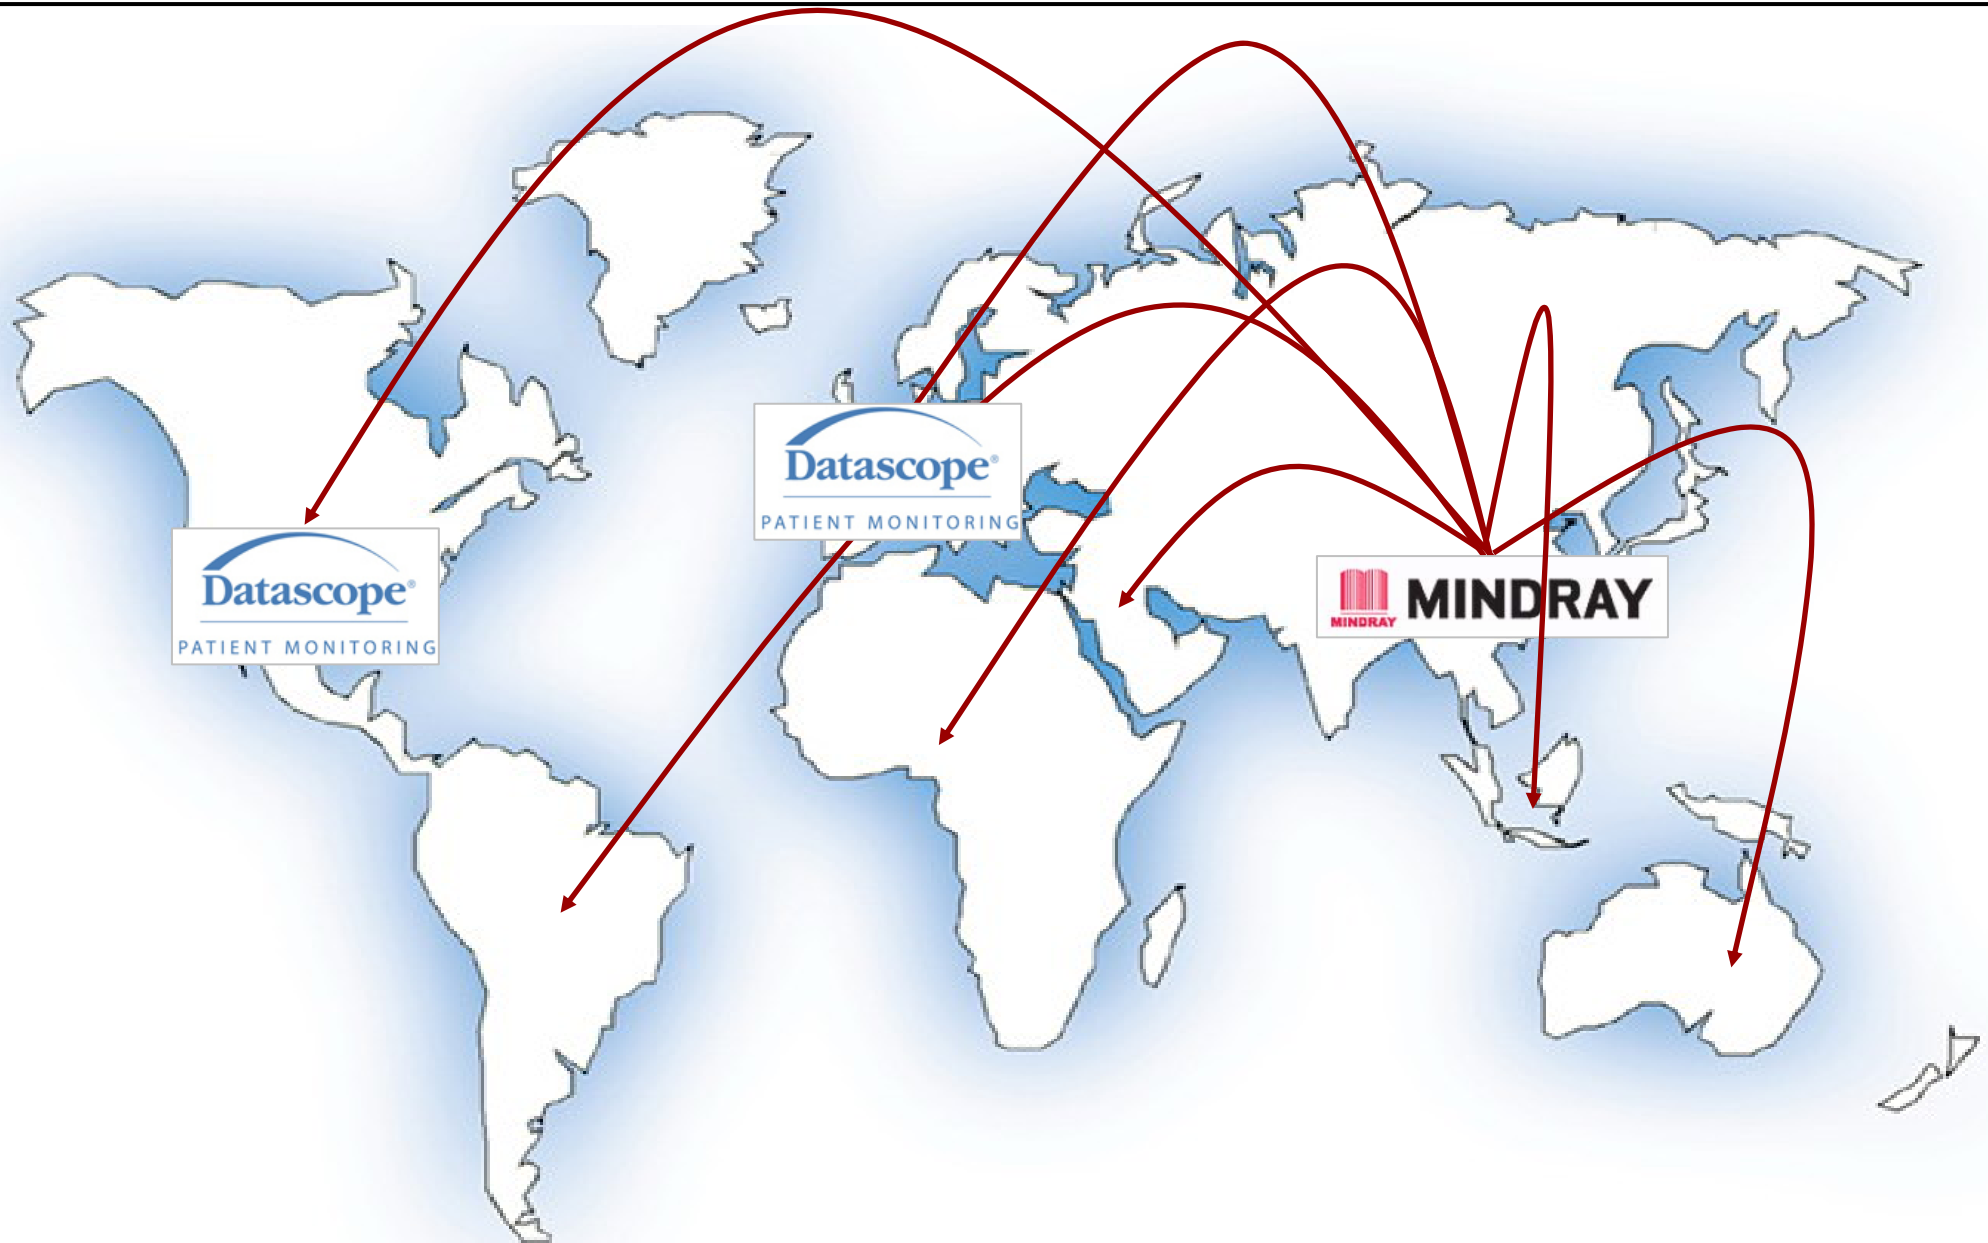 Datascope®
PATIENT MONITORING
Datascope®
PATIENT MONITORING
MINDRAY
MINDRAY